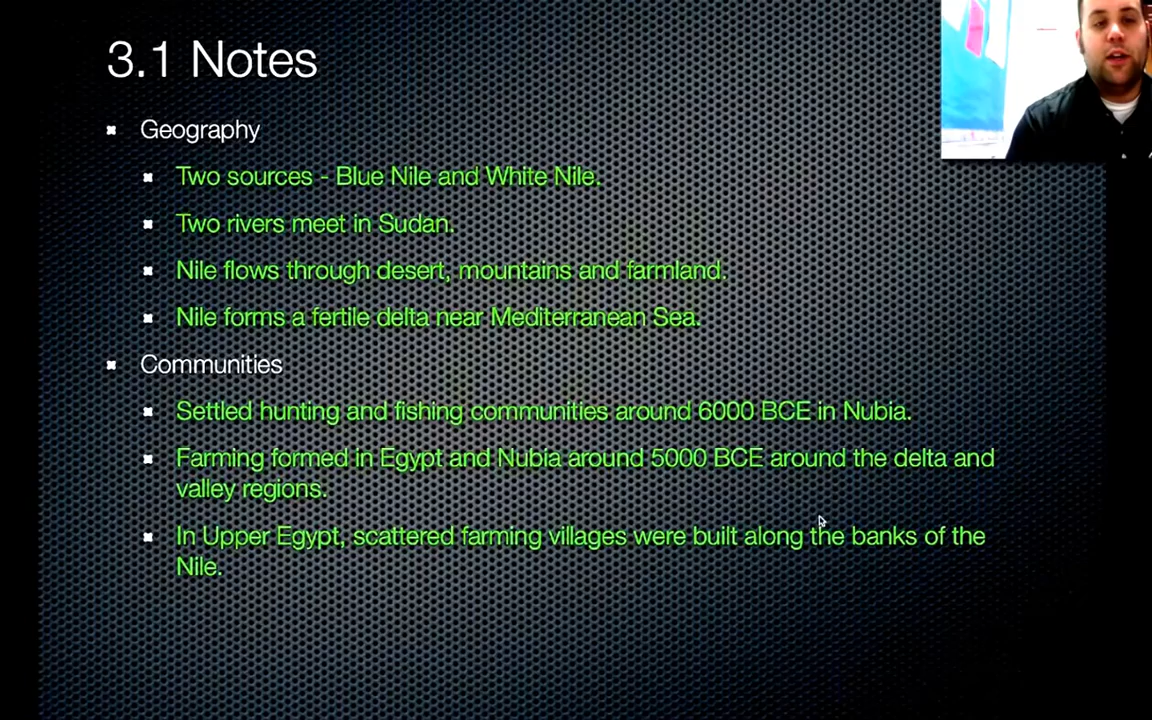 3.1 Notes
Geography
Two sources - Blue Nile and White Nile.
Two rivers meet in Sudan.
Nile flows through desert, mountains and farmland.
Nile forms a fertile delta near Mediterranean Sea.
Communities
Settled hunting and fishing communities around 6000 BCE in Nubia.
Farming formed in Egypt and Nubia around 5000 BCE around the delta and
valley regions.
In Upper Egypt, scattered farming villages were built along the banks of the
Nile.